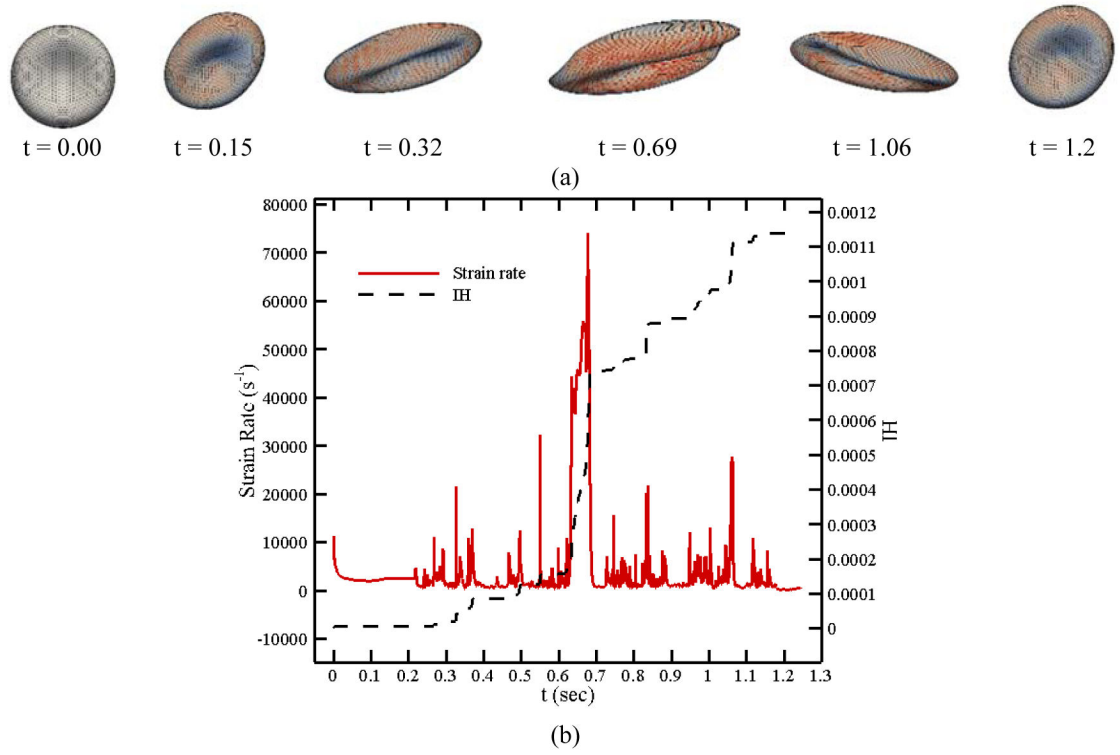 t = 0.00 t = 0.15 t = 0.32 t = 0.69 t = 1.06 t = 1.2
(a)
80000
70000
60000
50000
40000
30000
20000
10000
0
-10000
Strain Rate (s⁻¹)
Strain rate
IH
0.0012
0.0011
0.001
0.0009
0.0008
0.0007
0.0006
0.0005
0.0004
0.0003
0.0002
0.0001
0
IH
0 0.1 0.2 0.3 0.4 0.5 0.6 0.7 0.8 0.9 1 1.1 1.2 1.3
t (sec)
(b)